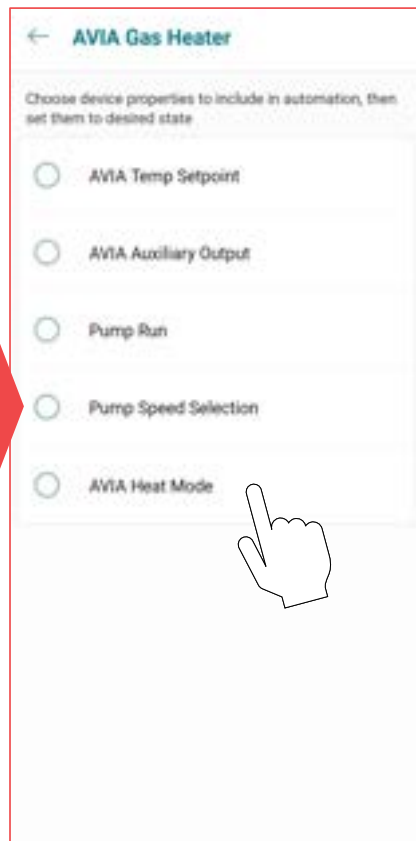 AVIA Gas Heater
Choose device properties to include in automation, then
set them to desired state
AVIA Temp Setpoint
AVIA Auxiliary Output
Pump Run
Pump Speed Selection
AVIA Heat Mode